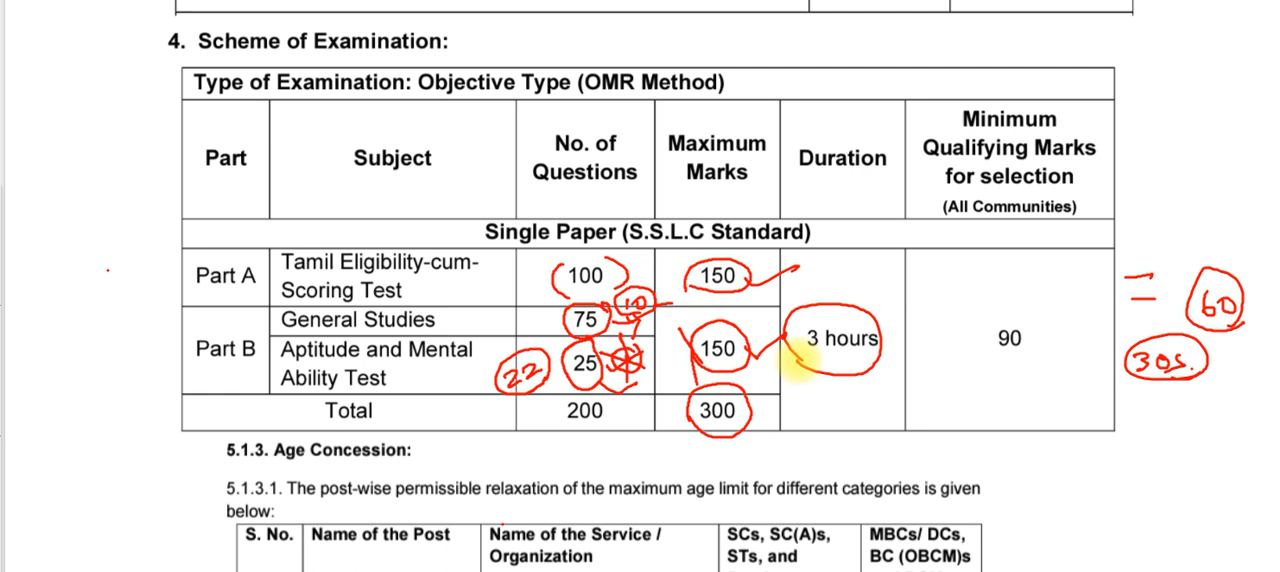 4. Scheme of Examination:
Type of Examination: Objective Type (OMR Method)
Part Subject No. of Questions Maximum Marks Duration Minimum Qualifying Marks for selection (All Communities)
Single Paper (S.S.L.C Standard)
Part A Tamil Eligibility-cum-Scoring Test 100 150
Part B General Studies 75 10
Aptitude and Mental Ability Test 22 25 150 3 hours 90
Total 200 300
= 60
30s.
5.1.3. Age Concession:
5.1.3.1. The post-wise permissible relaxation of the maximum age limit for different categories is given
below:
S. No. Name of the Post Name of the Service / Organization SCs, SC(A)s, STs, and MBCs/ DCs, BC (OBCM)s